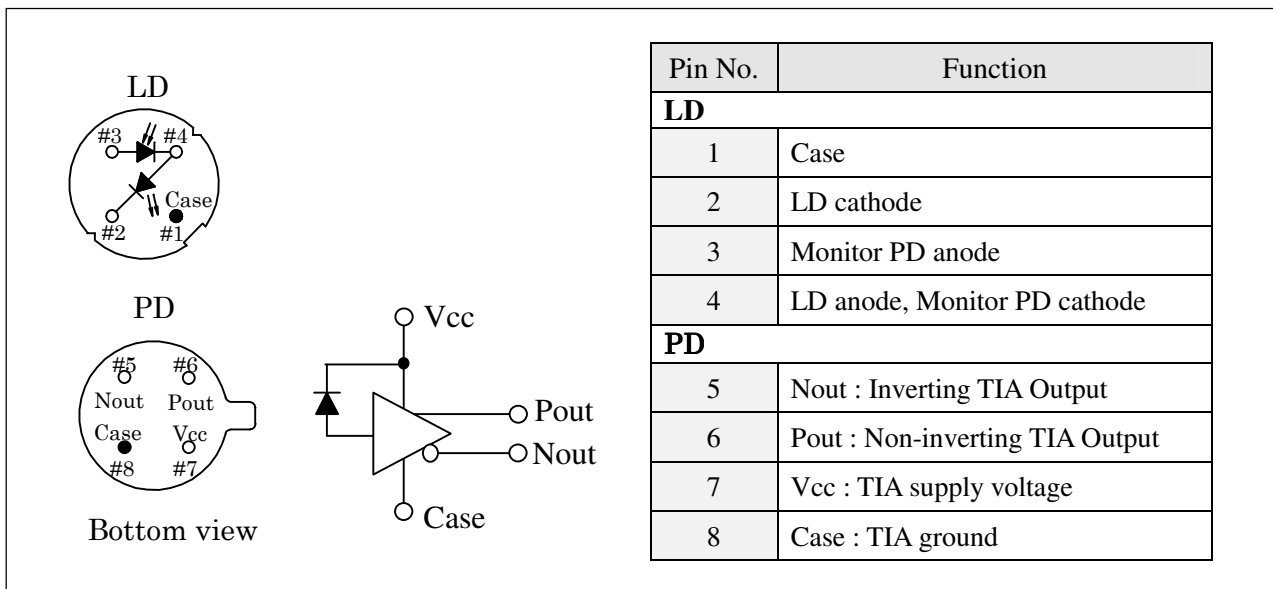 LD
#3 #4
Case
#2 #1
PD
#5 #6
Nout Pout
Case Vcc
#8 #7
Bottom view
Vcc
Pout
Nout
Case
Pin No. Function
LD
1 Case
2 LD cathode
3 Monitor PD anode
4 LD anode, Monitor PD cathode
PD
5 Nout : Inverting TIA Output
6 Pout : Non-inverting TIA Output
7 Vcc : TIA supply voltage
8 Case : TIA ground